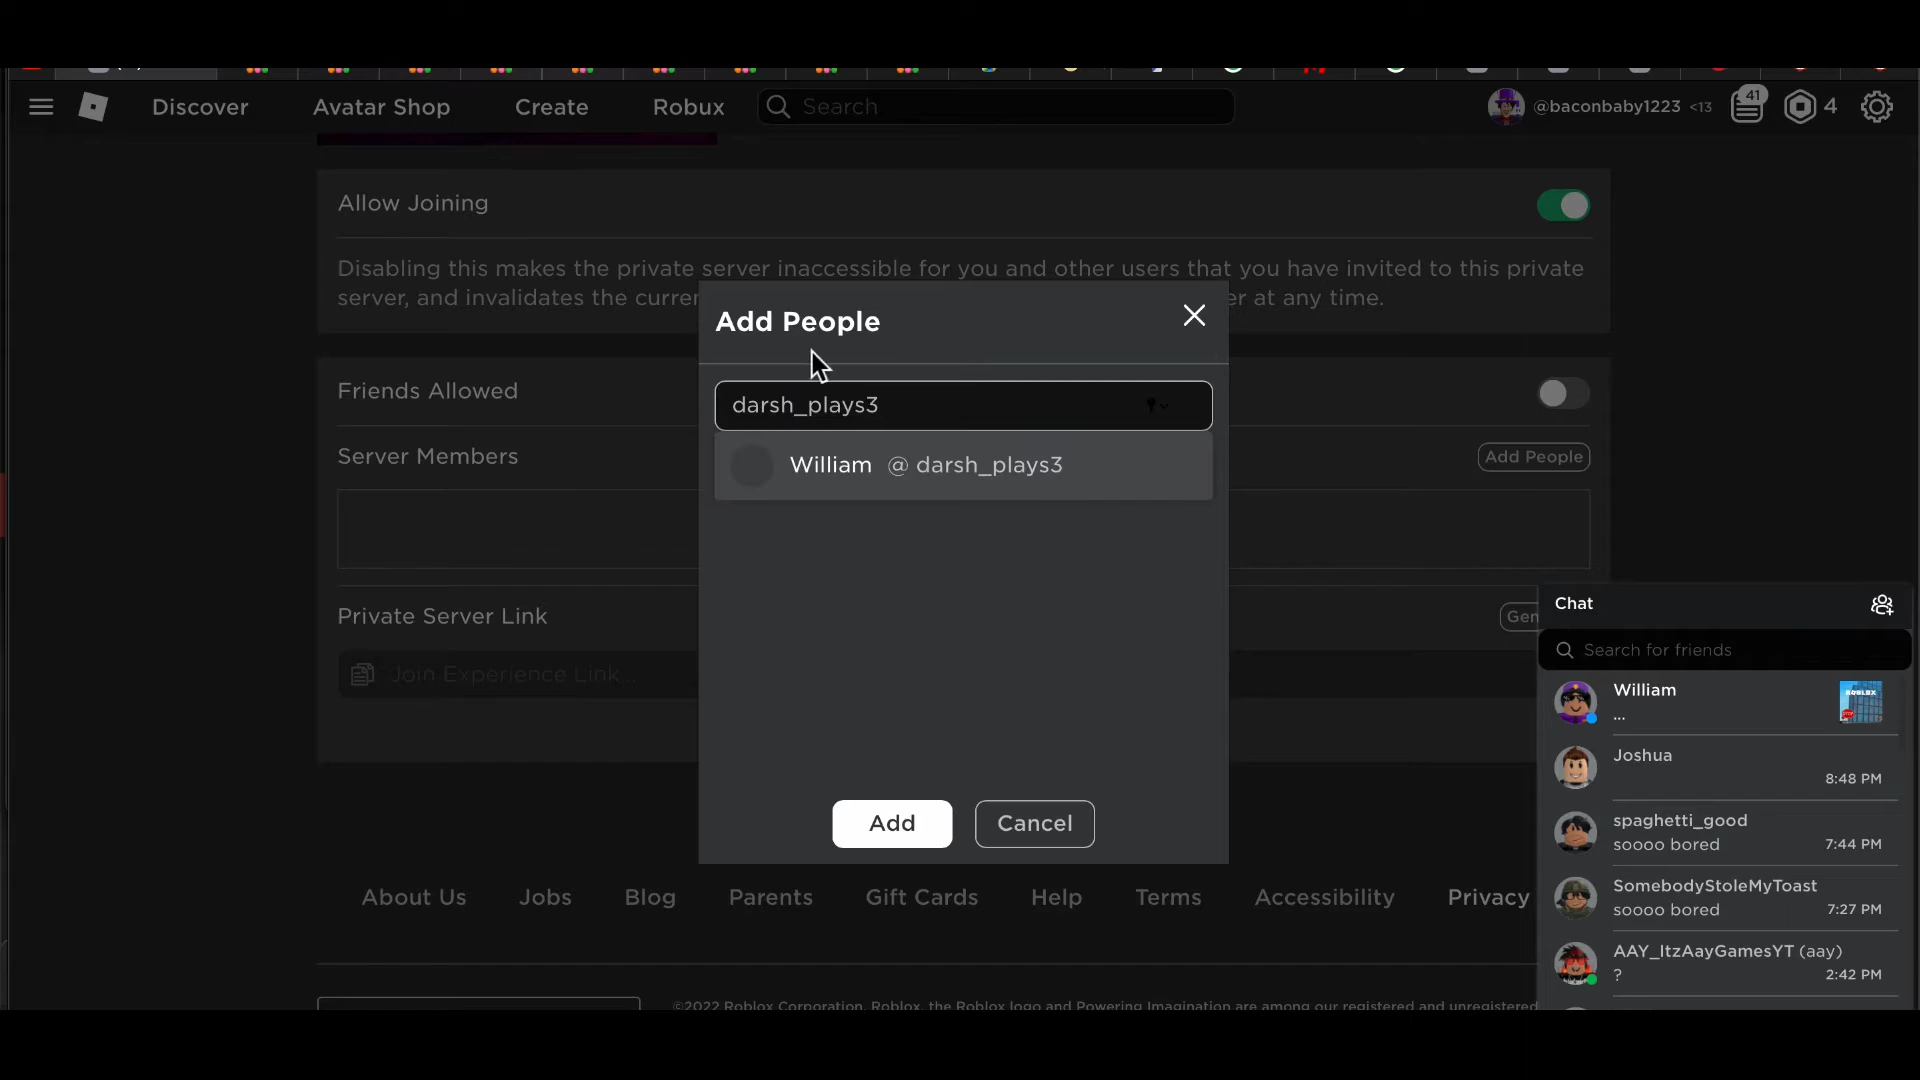 Discover Avatar Shop Create Robux Search @baconbaby1223 <13 41 4
Allow Joining
Disabling this makes the private server inaccessible for you and other users that you have invited to this private
server, and invalidates the curren
er at any time.
Add People
darsh_plays3
William @ darsh_plays3
Add Cancel
Friends Allowed
Server Members
Add People
Private Server Link
Gen
Join Experience Link...
Chat
Search for friends
William
...
Joshua
8:48 PM
spaghetti_good
soooo bored 7:44 PM
SomebodyStoleMyToast
soooo bored 7:27 PM
AAY_ItzAayGamesYT (aay)
? 2:42 PM
About Us Jobs Blog Parents Gift Cards Help Terms Accessibility Privacy
©2022 Roblox Corporation. Roblox, the Roblox logo and Powering Imagination are among our registered and unregistered